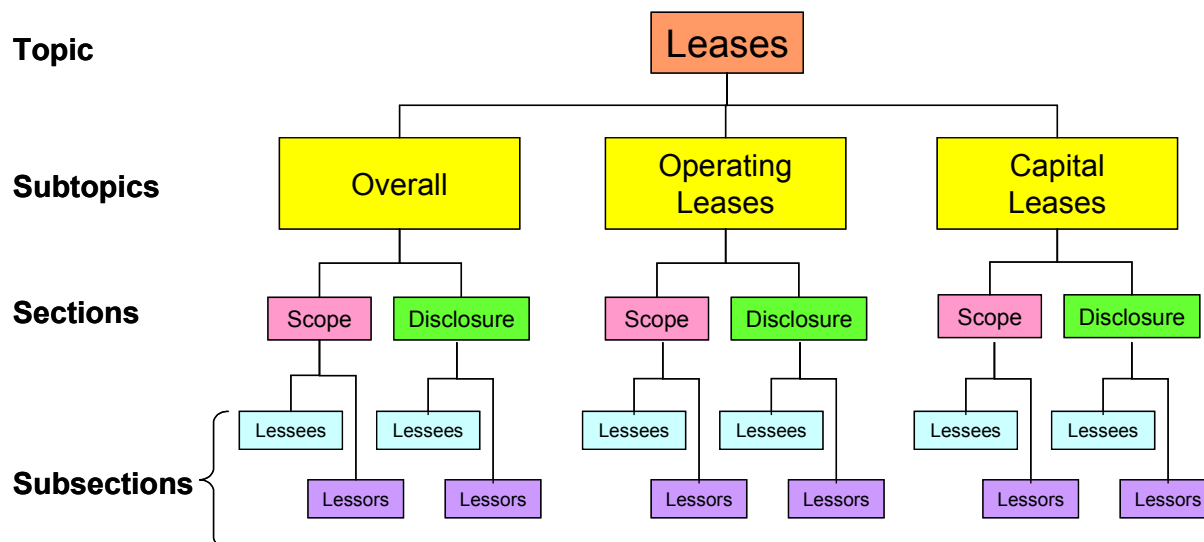 Topic
Leases
Subtopics
Overall
Operating
Leases
Capital
Leases
Sections
Scope
Disclosure
Scope
Disclosure
Scope
Disclosure
Subsections
Lessees
Lessees
Lessees
Lessees
Lessees
Lessees
Lessors
Lessors
Lessors
Lessors
Lessors
Lessors